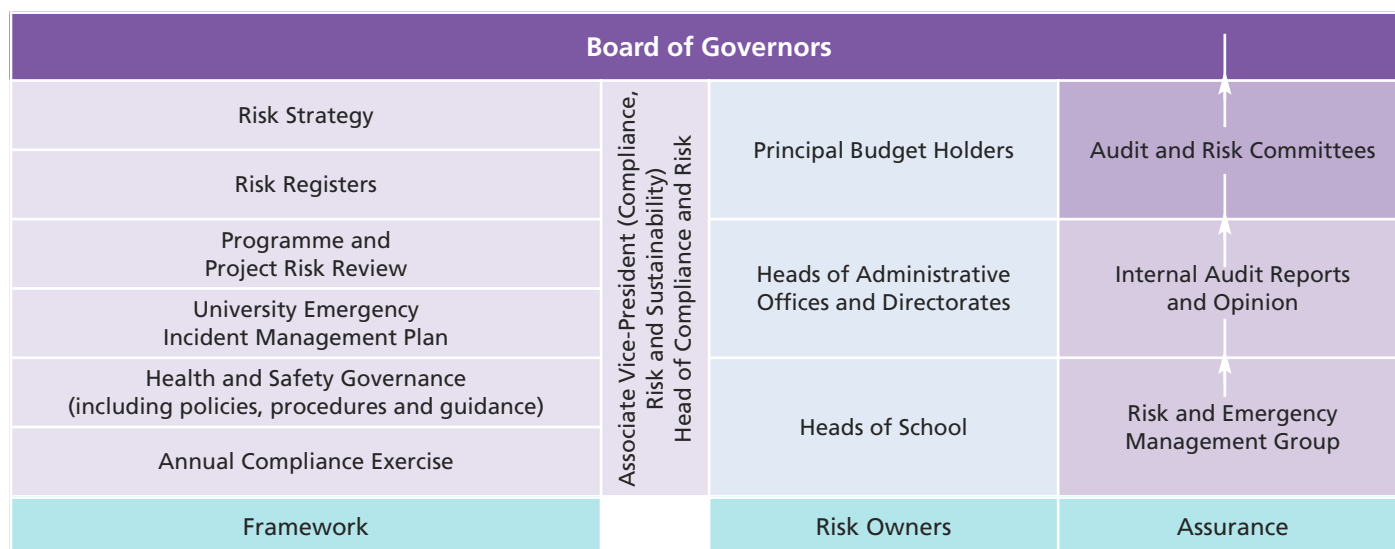 Board of Governors
Risk Strategy
Risk Registers
Programme and
Project Risk Review
University Emergency
Incident Management Plan
Health and Safety Governance
(including policies, procedures and guidance)
Annual Compliance Exercise
Framework
Associate Vice-President (Compliance,
Risk and Sustainability)
Head of Compliance and Risk
Principal Budget Holders
Heads of Administrative
Offices and Directorates
Heads of School
Risk Owners
Audit and Risk Committees
Internal Audit Reports
and Opinion
Risk and Emergency
Management Group
Assurance